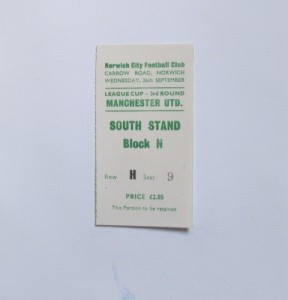 Norwich City Football Club
CARROW ROAD, NORWICH
WEDNESDAY, 26th SEPTEMBER
LEAGUE CUP - 3rd ROUND
MANCHESTER UTD.
SOUTH STAND
Block N
Row H Seat 9
PRICE £2.80
This Portion to be retained